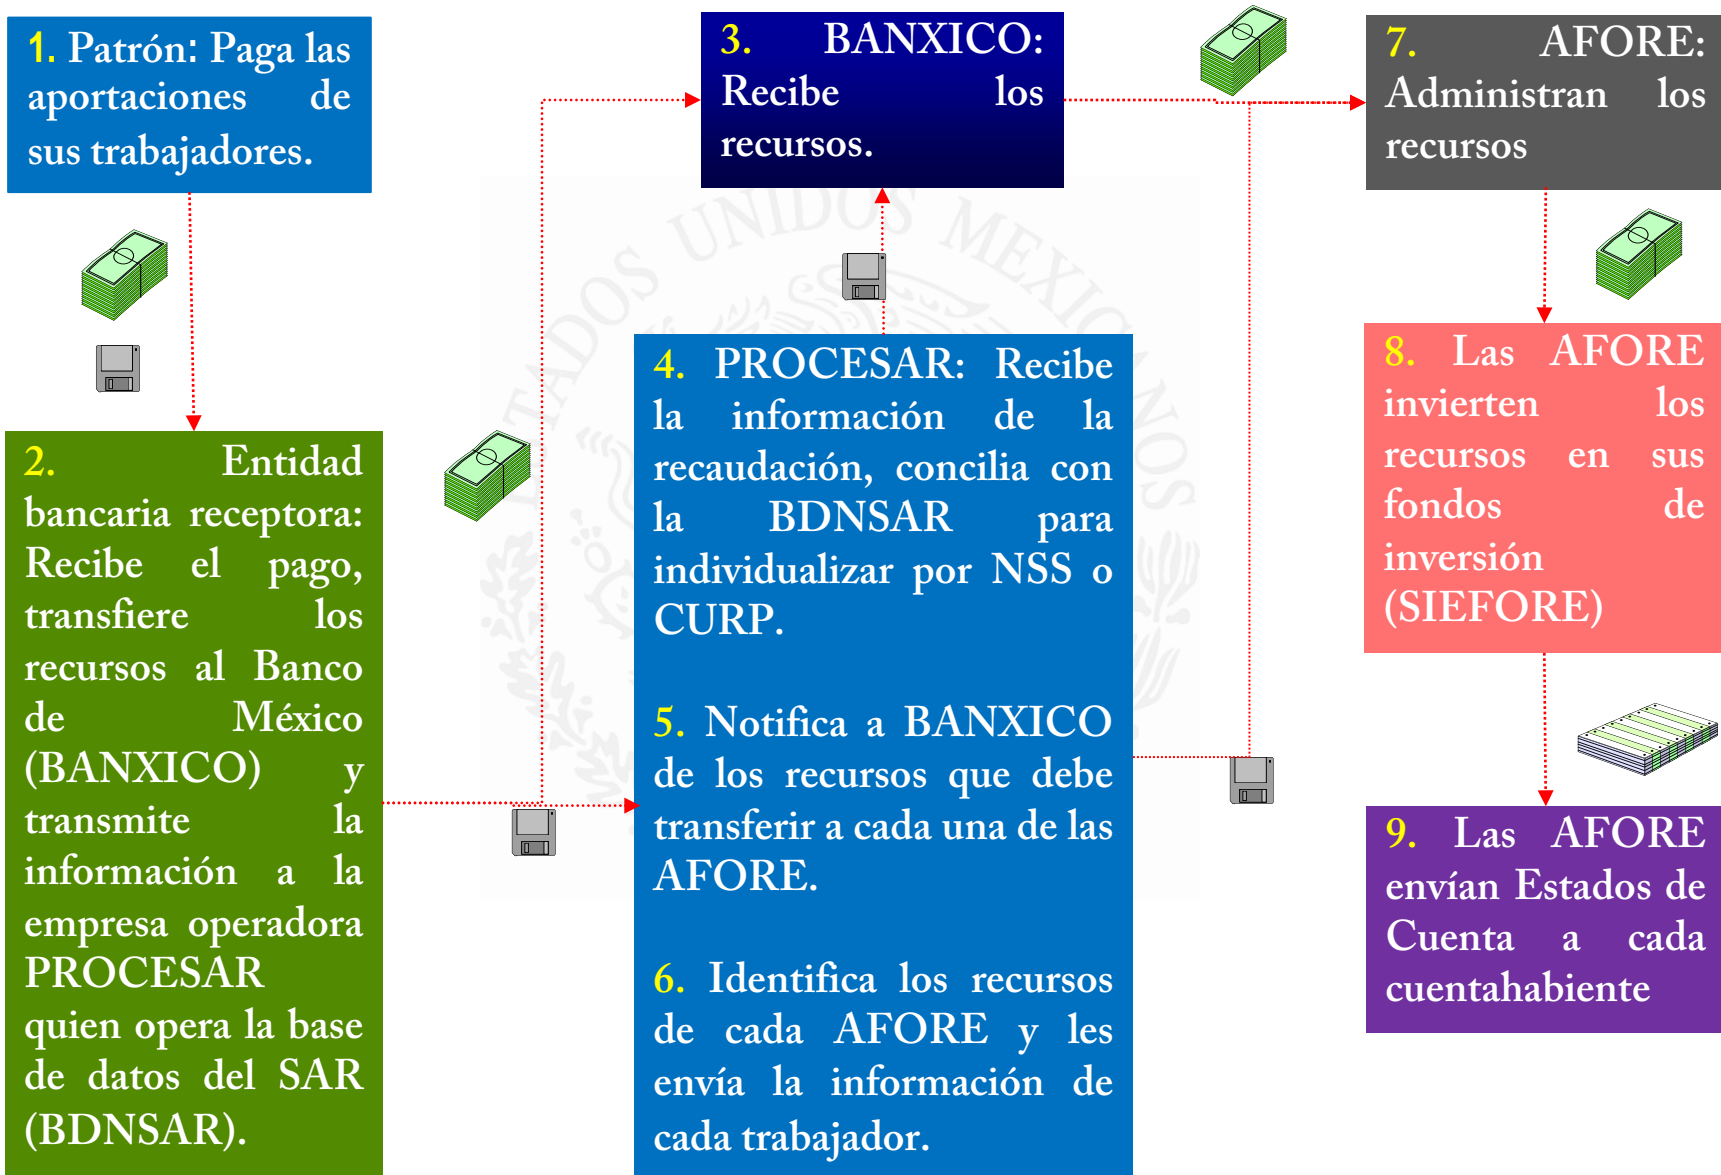 1. Patrón: Paga las
aportaciones de
sus trabajadores.
2. Entidad
bancaria receptora:
Recibe el pago,
transfiere los
recursos al Banco
de México
(BANXICO) y
transmite la
información a la
empresa operadora
PROCESAR
quien opera la base
de datos del SAR
(BDNSAR).
3. BANXICO:
Recibe los
recursos.
4. PROCESAR: Recibe
la información de la
recaudación, concilia con
la BDNSAR para
individualizar por NSS o
CURP.
5. Notifica a BANXICO
de los recursos que debe
transferir a cada una de las
AFORE.
6. Identifica los recursos
de cada AFORE y les
envía la información de
cada trabajador.
7. AFORE:
Administran los
recursos
8. Las AFORE
invierten los
recursos en sus
fondos de
inversión
(SIEFORE)
9. Las AFORE
envían Estados de
Cuenta a cada
cuentahabiente
ESTADOS UNIDOS MEXICANOS